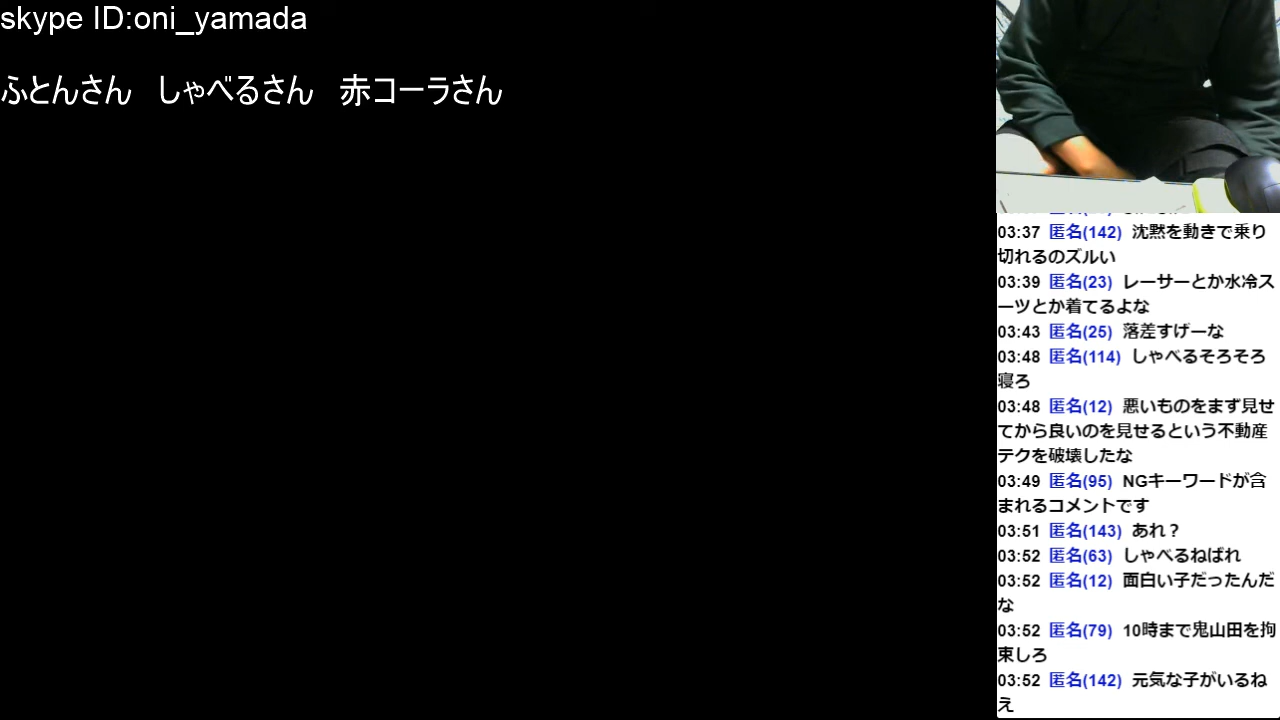 skype ID:oni_yamada
ふとんさん　しゃべるさん　赤コーラさん
03:37 匿名(142) 沈黙を動きで乗り
切れるのズルい
03:39 匿名(23) レーサーとか水冷ス
ーツとか着てるよな
03:43 匿名(25) 落差すげーな
03:48 匿名(114) しゃべるそろそろ
寝ろ
03:48 匿名(12) 悪いものをまず見せ
てから良いのを見せるという不動産
テクを破壊したな
03:49 匿名(95) NGキーワードが含
まれるコメントです
03:51 匿名(143) あれ？
03:52 匿名(63) しゃべるねばれ
03:52 匿名(12) 面白い子だったんだ
な
03:52 匿名(79) 10時まで鬼山田を拘
束しろ
03:52 匿名(142) 元気な子がいるね
え